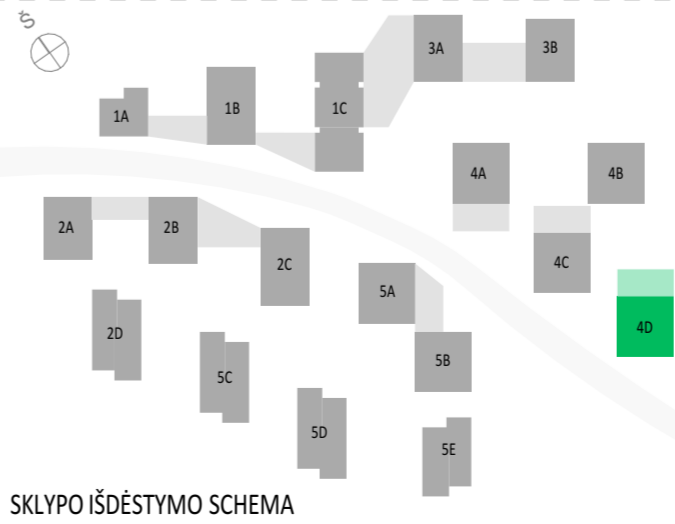 Š
3A
3B
1A
1B
1C
4A
4B
2A
2B
2C
4C
5A
4D
2D
5B
5C
5D
5E
SKLYPO IŠDĖSTYMO SCHEMA